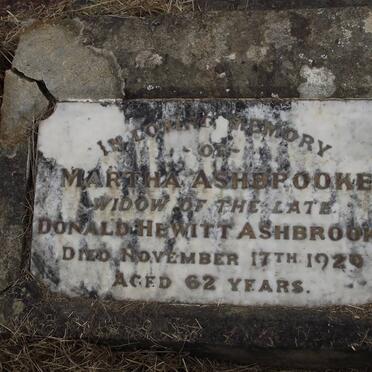 IN LOVING MEMORY
- OF -
MARTHA ASHBROOKE
WIDOW OF THE LATE
DONALD HEWITT ASHBROOK
DIED NOVEMBER 17TH. 1929
AGED 62 YEARS.